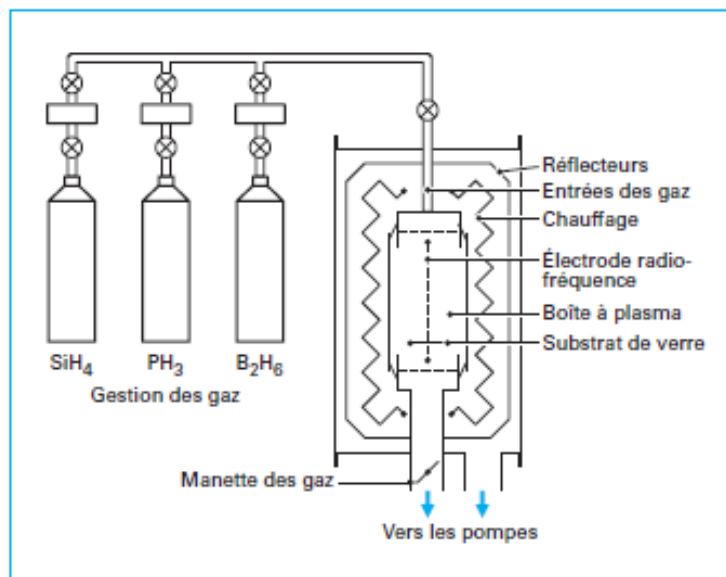 Réflecteurs
Entrées des gaz
Chauffage
Électrode radio-
fréquence
Boîte à plasma
Substrat de verre
SiH4 PH3 B2H6
Gestion des gaz
Manette des gaz
Vers les pompes